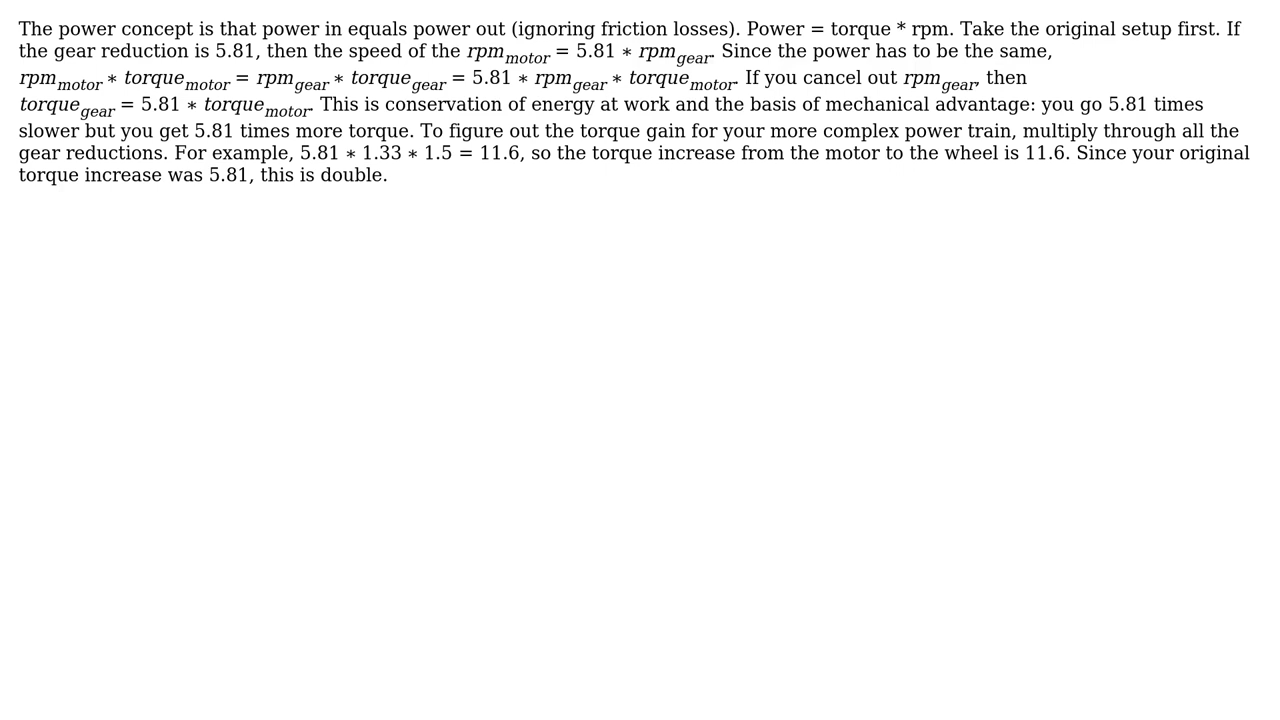 The power concept is that power in equals power out (ignoring friction losses). Power = torque * rpm. Take the original setup first. If
the gear reduction is 5.81, then the speed of the rpm_motor = 5.81 ∗ rpm_gear. Since the power has to be the same,
rpm_motor ∗ torque_motor = rpm_gear ∗ torque_gear = 5.81 ∗ rpm_gear ∗ torque_motor. If you cancel out rpm_gear, then
torque_gear = 5.81 ∗ torque_motor. This is conservation of energy at work and the basis of mechanical advantage: you go 5.81 times
slower but you get 5.81 times more torque. To figure out the torque gain for your more complex power train, multiply through all the
gear reductions. For example, 5.81 ∗ 1.33 ∗ 1.5 = 11.6, so the torque increase from the motor to the wheel is 11.6. Since your original
torque increase was 5.81, this is double.